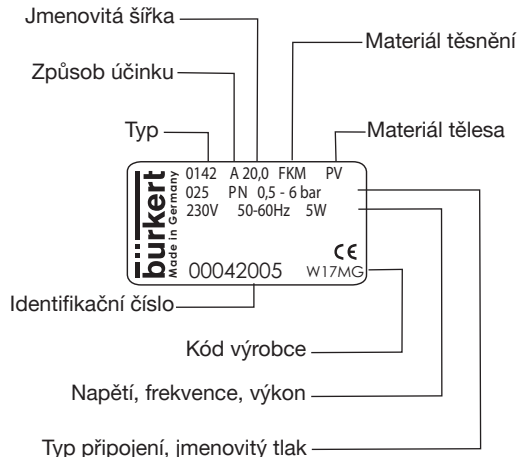 Jmenovitá šířka
Materiál těsnění
Způsob účinku
Typ
Materiál tělesa
bürkert
Made in Germany
0142 A 20,0 FKM PV
025 PN 0,5 - 6 bar
230V 50-60Hz 5W
CE
00042005 W17MG
Identifikační číslo
Kód výrobce
Napětí, frekvence, výkon
Typ připojení, jmenovitý tlak